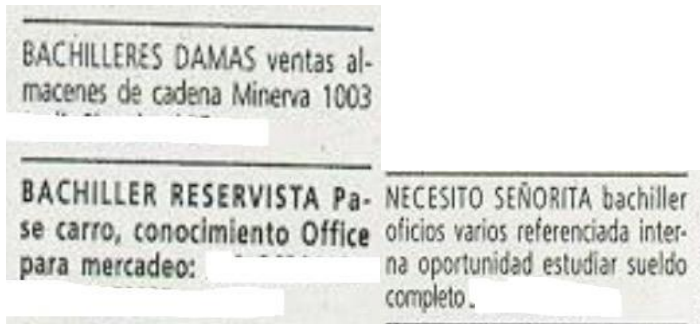 BACHILLERES DAMAS ventas al-
macenes de cadena Minerva 1003
BACHILLER RESERVISTA Pa-
se carro, conocimiento Office
para mercadeo:
NECESITO SEÑORITA bachiller
oficios varios referenciada inter-
na oportunidad estudiar sueldo
completo.